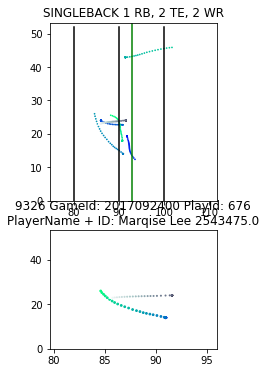 SINGLEBACK 1 RB, 2 TE, 2 WR
50
40
30
20
10
0
80 90 100 110
9326 GameId: 2017092400 PlayId: 676
PlayerName + ID: Marqise Lee 2543475.0
40
20
0
80 85 90 95